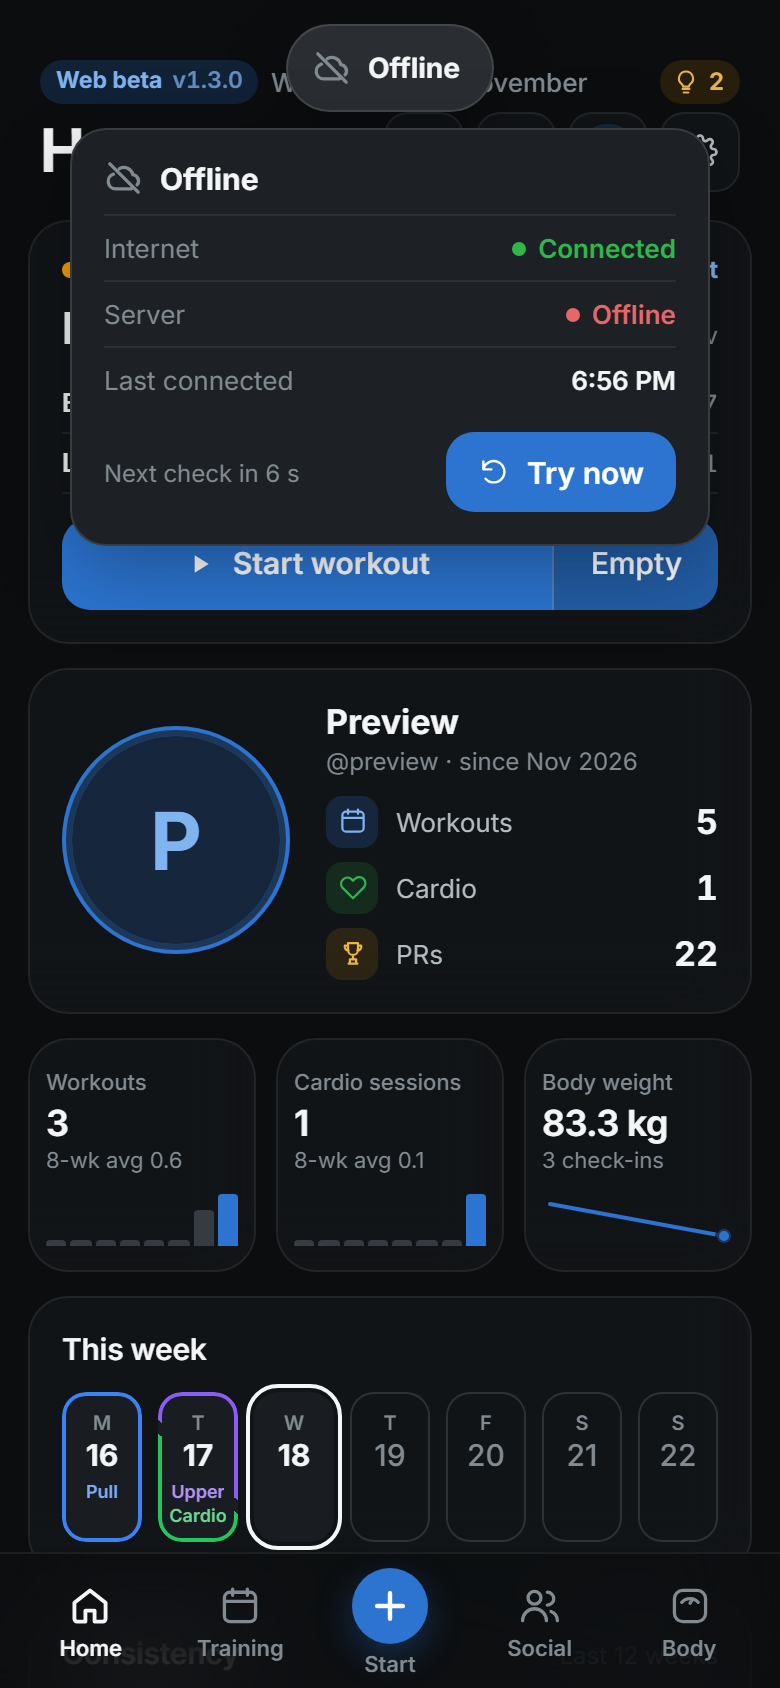 Offline
Web beta v1.3.0
2
Offline
Internet Connected
Server Offline
Last connected 6:56 PM
Next check in 6 s Try now
Start workout Empty
Preview
@preview · since Nov 2026
P
Workouts 5
Cardio 1
PRs 22
Workouts
3
8-wk avg 0.6
Cardio sessions
1
8-wk avg 0.1
Body weight
83.3 kg
3 check-ins
This week
M T W T F S S
16 17 18 19 20 21 22
Pull Upper
Cardio
Consistency Last 12 weeks
Home Training Start Social Body